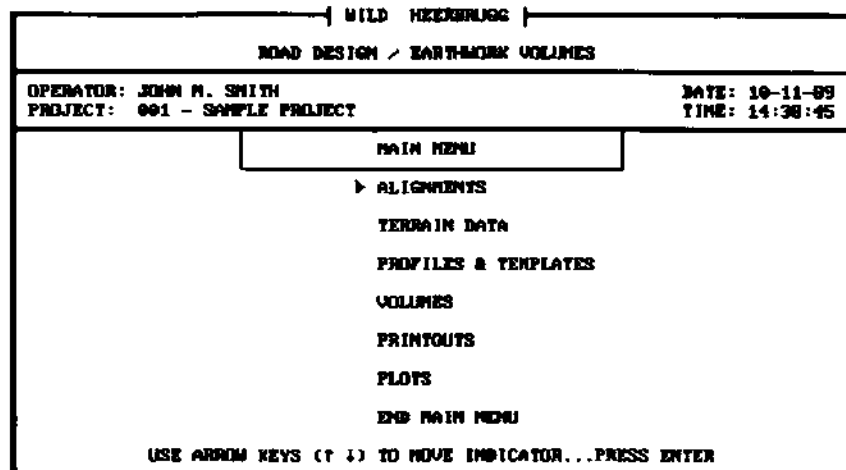 WILD HEERBRUGG
ROAD DESIGN / EARTHWORK VOLUMES
OPERATOR: JOHN M. SMITH
DATE: 10-11-89
PROJECT: 001 - SAMPLE PROJECT
TIME: 14:38:45
MAIN MENU
▶ ALIGNMENTS
TERRAIN DATA
PROFILES & TEMPLATES
VOLUMES
PRINTOUTS
PLOTS
END MAIN MENU
USE ARROW KEYS (↑ ↓) TO MOVE INDICATOR...PRESS ENTER